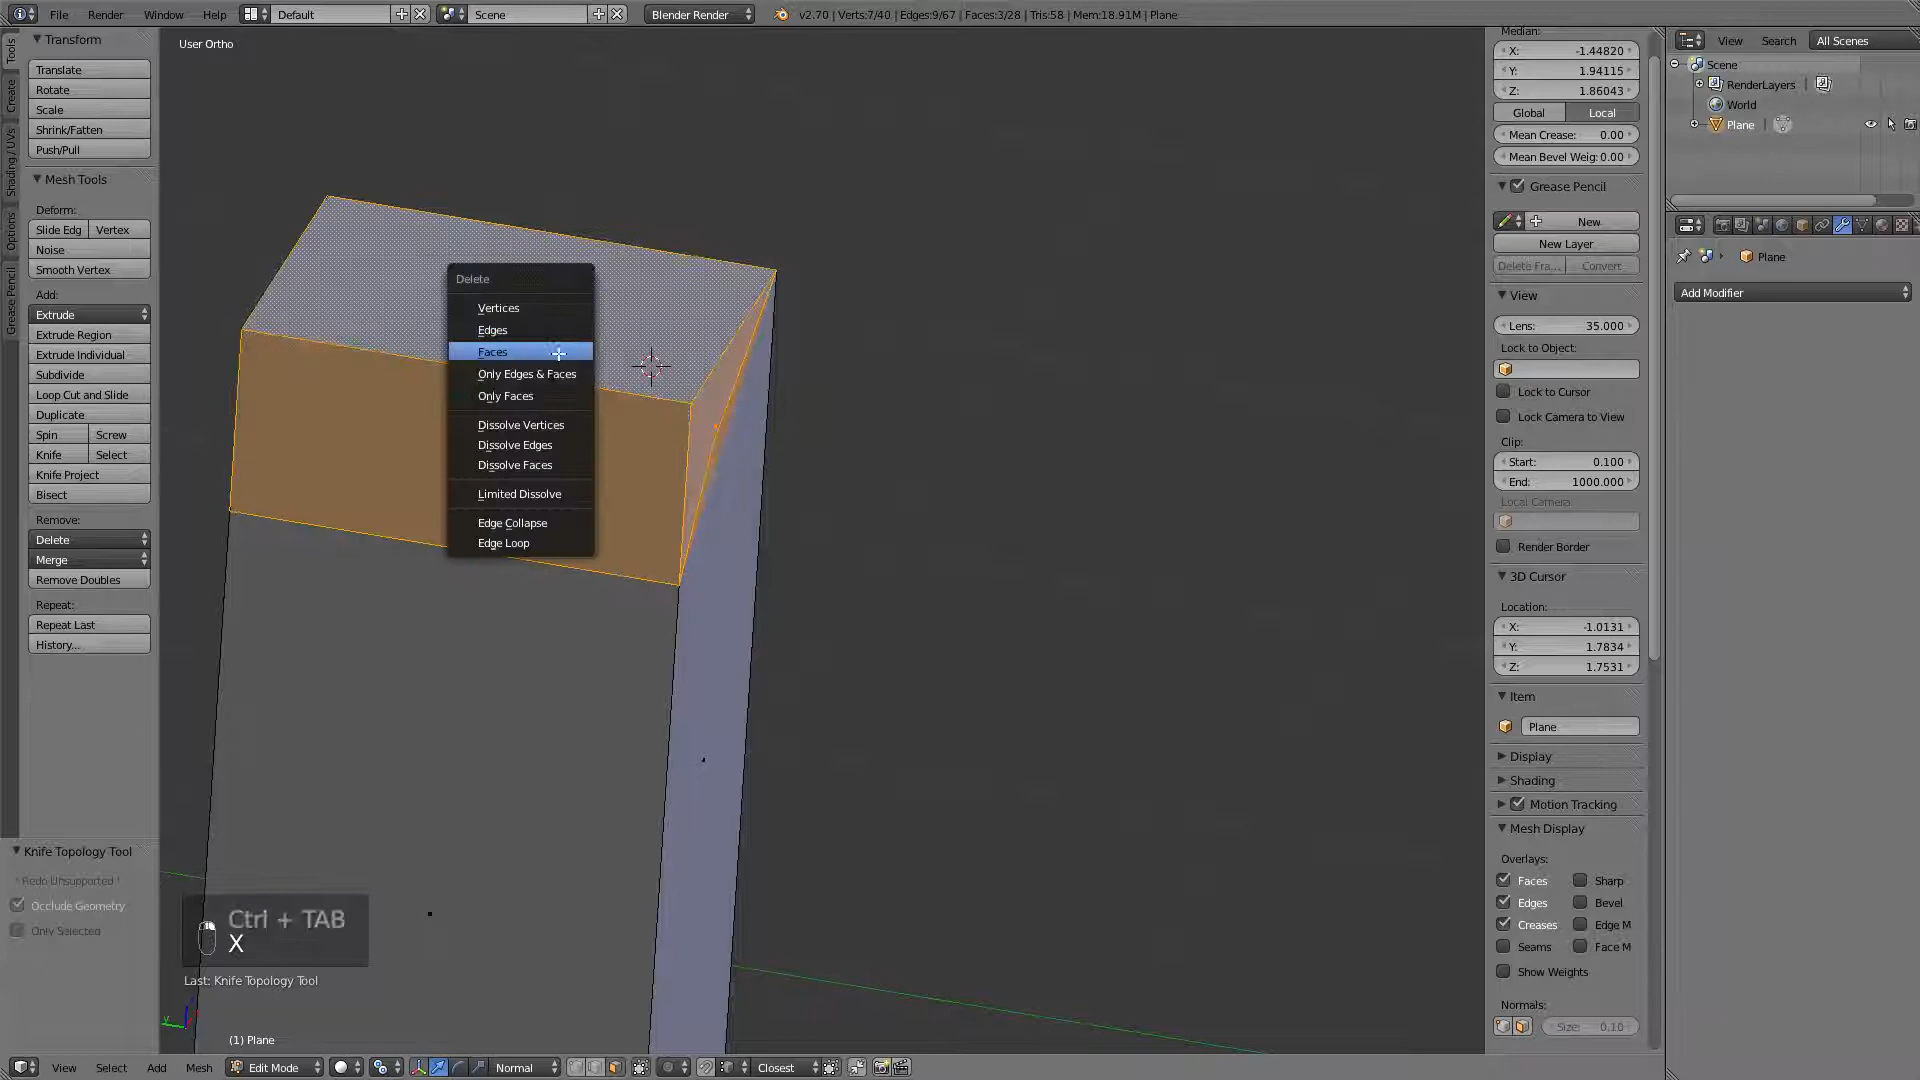 File Render Window Help Default Scene Blender Render v2.70 | Verts:7/40 | Edges:9/67 | Faces:3/28 | Tris:58 | Mem:18.91M | Plane
Tools
Create
Shading / UVs
Options
Grease Pencil
Transform
Translate
Rotate
Scale
Shrink/Fatten
Push/Pull
Mesh Tools
Deform:
Slide Edg Vertex
Noise
Smooth Vertex
Add:
Extrude
Extrude Region
Extrude Individual
Subdivide
Loop Cut and Slide
Duplicate
Spin Screw
Knife Select
Knife Project
Bisect
Remove:
Delete
Merge
Remove Doubles
Repeat:
Repeat Last
History...
Knife Topology Tool
* Redo Unsupported *
Occlude Geometry
Only Selected
User Ortho
Delete
Vertices
Edges
Faces
Only Edges & Faces
Only Faces
Dissolve Vertices
Dissolve Edges
Dissolve Faces
Limited Dissolve
Edge Collapse
Edge Loop
Ctrl + TAB
X
Last: Knife Topology Tool
y
(1) Plane
View Select Add Mesh Edit Mode Normal Closest
Median:
X: -1.44820
Y: 1.94115
Z: 1.86043
Global Local
Mean Crease: 0.00
Mean Bevel Weig: 0.00
Grease Pencil
New
New Layer
Delete Fra... Convert
View
Lens: 35.000
Lock to Object:
Lock to Cursor
Lock Camera to View
Clip:
Start: 0.100
End: 1000.000
Local Camera:
Render Border
3D Cursor
Location:
X: -1.0131
Y: 1.7834
Z: 1.7531
Item
Plane
Display
Shading
Motion Tracking
Mesh Display
Overlays:
Faces Sharp
Edges Bevel
Creases Edge M
Seams Face M
Show Weights
Normals:
Size: 0.10
View Search All Scenes
Scene
RenderLayers |
World
Plane |
Plane
Add Modifier